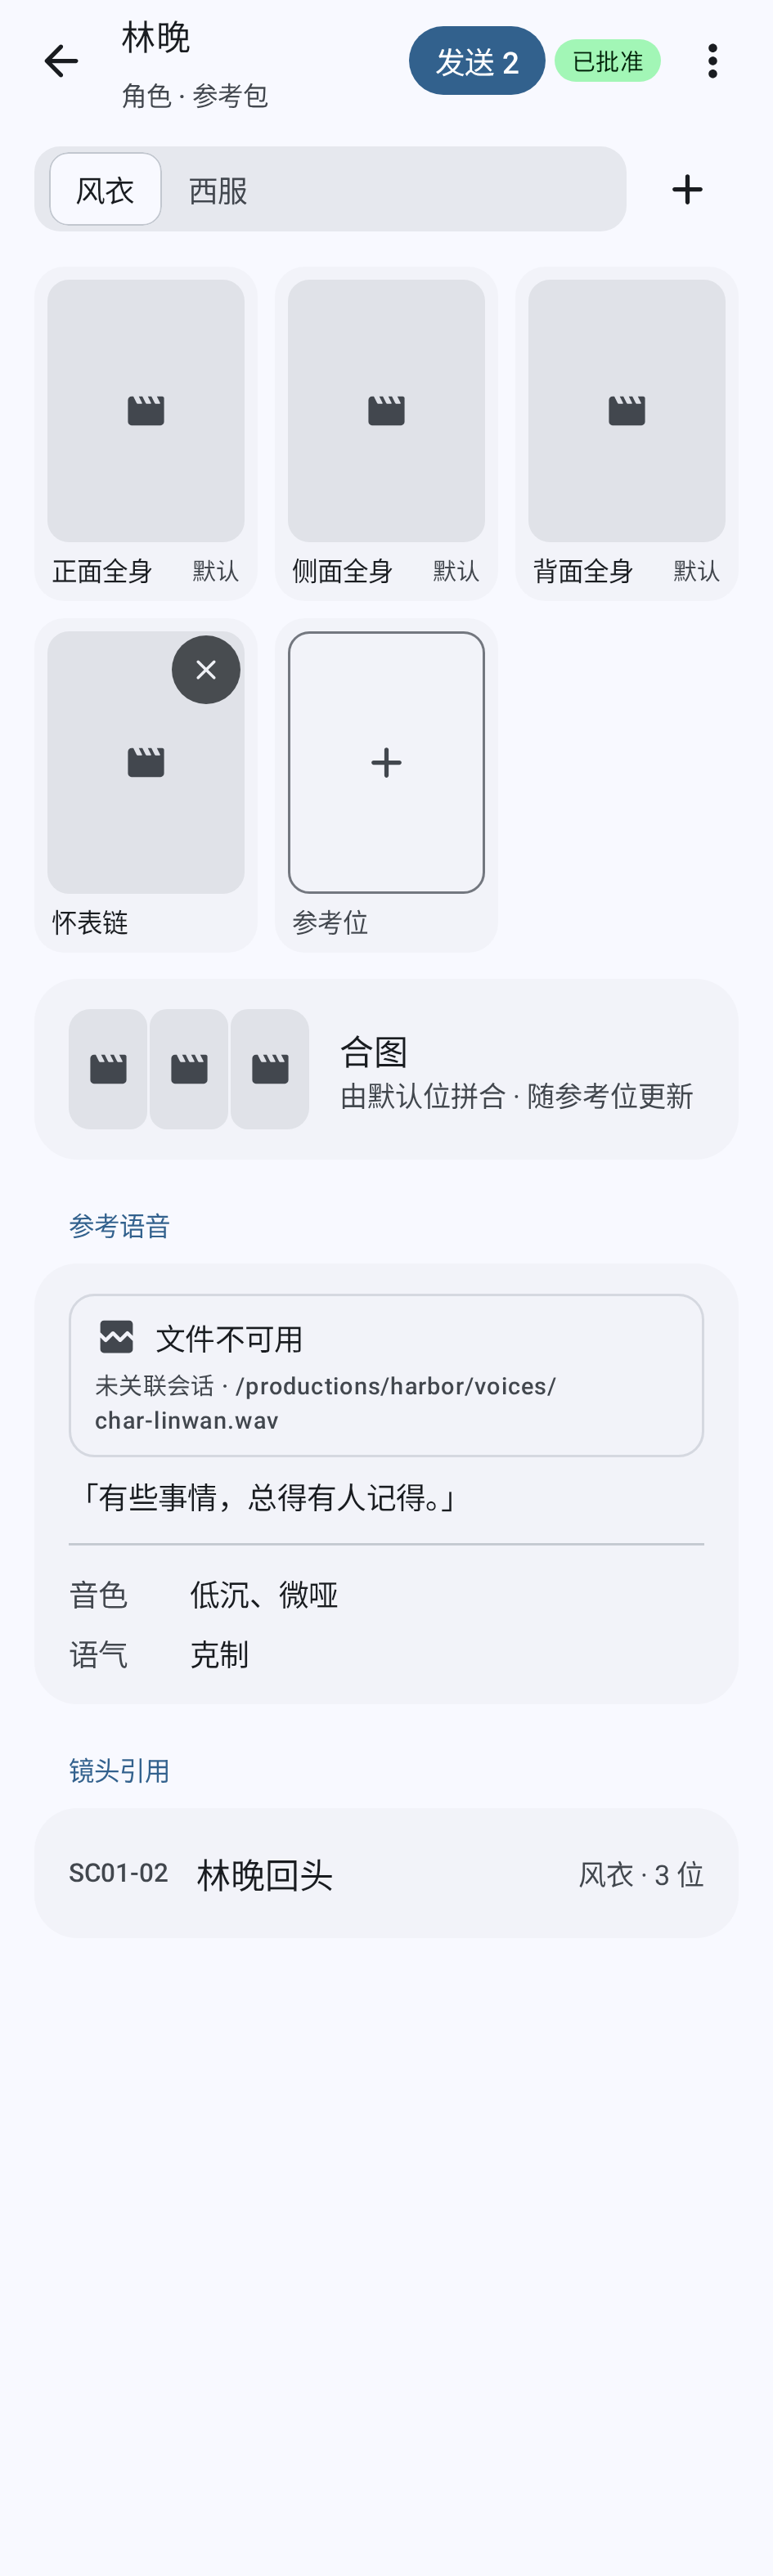 林晚
角色 · 参考包
发送 2
已批准
风衣
西服
正面全身 默认
侧面全身 默认
背面全身 默认
怀表链
参考位
合图
由默认位拼合 · 随参考位更新
参考语音
文件不可用
未关联会话 · /productions/harbor/voices/
char-linwan.wav
「有些事情，总得有人记得。」
音色 低沉、微哑
语气 克制
镜头引用
SC01-02 林晚回头 风衣 · 3 位